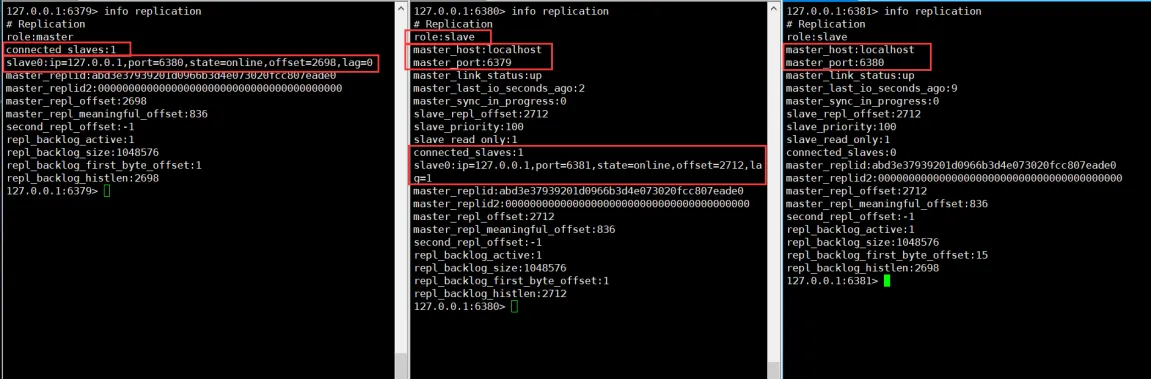 127.0.0.1:6379> info replication
# Replication
role:master
connected_slaves:1
slave0:ip=127.0.0.1,port=6380,state=online,offset=2698,lag=0
master_replid:abd3e37939201d0966b3d4e073020fcc807eade0
master_replid2:0000000000000000000000000000000000000000
master_repl_offset:2698
master_repl_meaningful_offset:836
second_repl_offset:-1
repl_backlog_active:1
repl_backlog_size:1048576
repl_backlog_first_byte_offset:1
repl_backlog_histlen:2698
127.0.0.1:6379>
127.0.0.1:6380> info replication
# Replication
role:slave
master_host:localhost
master_port:6379
master_link_status:up
master_last_io_seconds_ago:2
master_sync_in_progress:0
slave_repl_offset:2712
slave_priority:100
slave_read_only:1
connected_slaves:1
slave0:ip=127.0.0.1,port=6381,state=online,offset=2712,la
g=1
master_replid:abd3e37939201d0966b3d4e073020fcc807eade0
master_replid2:0000000000000000000000000000000000000000
master_repl_offset:2712
master_repl_meaningful_offset:836
second_repl_offset:-1
repl_backlog_active:1
repl_backlog_size:1048576
repl_backlog_first_byte_offset:1
repl_backlog_histlen:2712
127.0.0.1:6380>
127.0.0.1:6381> info replication
# Replication
role:slave
master_host:localhost
master_port:6380
master_link_status:up
master_last_io_seconds_ago:9
master_sync_in_progress:0
slave_repl_offset:2712
slave_priority:100
slave_read_only:1
connected_slaves:0
master_replid:abd3e37939201d0966b3d4e073020fcc807eade0
master_replid2:0000000000000000000000000000000000000000
master_repl_offset:2712
master_repl_meaningful_offset:836
second_repl_offset:-1
repl_backlog_active:1
repl_backlog_size:1048576
repl_backlog_first_byte_offset:15
repl_backlog_histlen:2698
127.0.0.1:6381>